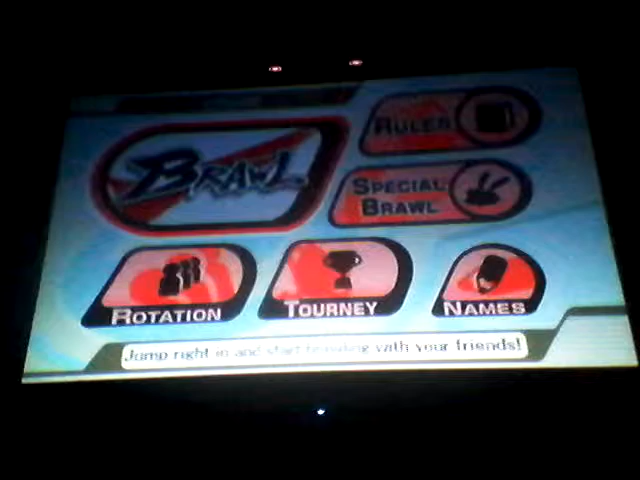 RULES
BRAWL
SPECIAL
BRAWL
ROTATION
TOURNEY
NAMES
Jump right in and start brawling with your friends!